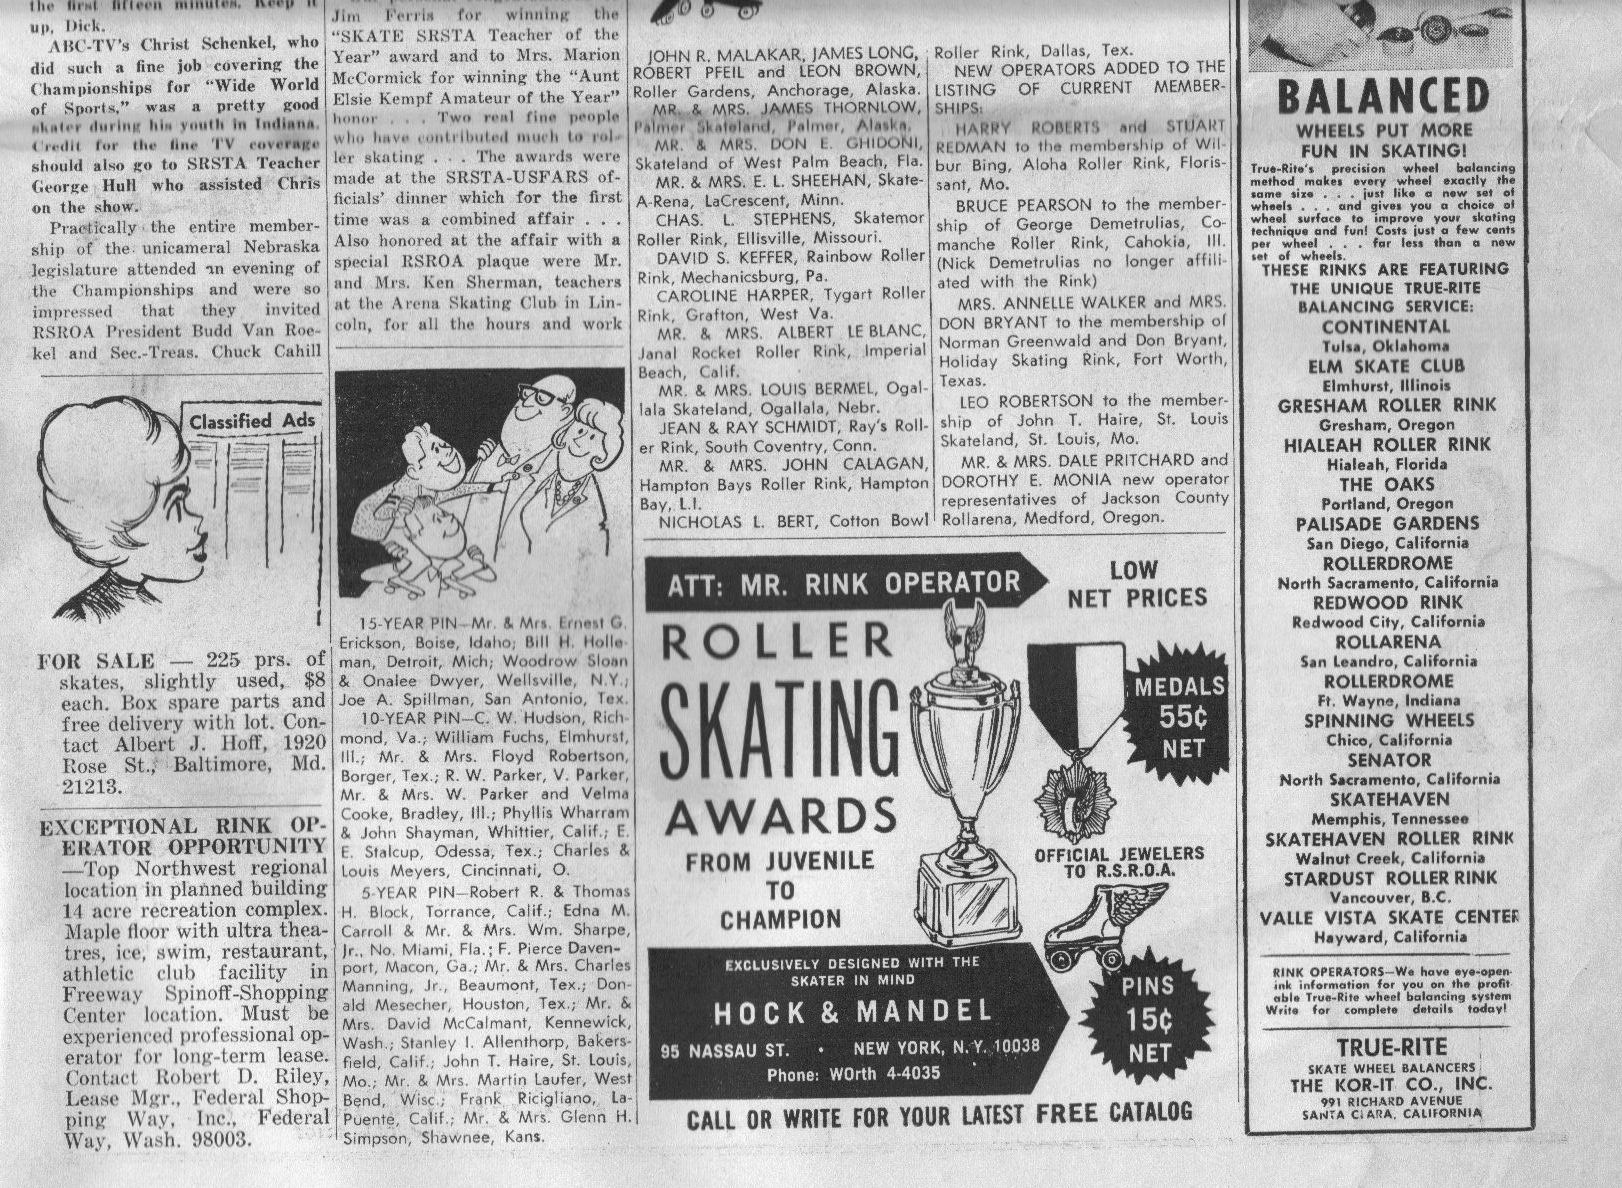 the first fifteen minutes. Keep it
up, Dick.
ABC-TV's Christ Schenkel, who
did such a fine job covering the
Championships for "Wide World
of Sports," was a pretty good
skater during his youth in Indiana.
Credit for the fine TV coverage
should also go to SRSTA Teacher
George Hull who assisted Chris
on the show.
Practically the entire member-
ship of the unicameral Nebraska
legislature attended an evening of
the Championships and were so
impressed that they invited
RSROA President Budd Van Roe-
kel and Sec.-Treas. Chuck Cahill
Classified Ads
FOR SALE — 225 prs. of
skates, slightly used, $8
each. Box spare parts and
free delivery with lot. Con-
tact Albert J. Hoff, 1920
Rose St., Baltimore, Md.
21213.
EXCEPTIONAL RINK OP-
ERATOR OPPORTUNITY
—Top Northwest regional
location in planned building
14 acre recreation complex.
Maple floor with ultra thea-
tres, ice, swim, restaurant,
athletic club facility in
Freeway Spinoff-Shopping
Center location. Must be
experienced professional op-
erator for long-term lease.
Contact Robert D. Riley,
Lease Mgr., Federal Shop-
ping Way, Inc., Federal
Way, Wash. 98003.
Jim Ferris for winning the
"SKATE SRSTA Teacher of the
Year" award and to Mrs. Marion
McCormick for winning the "Aunt
Elsie Kempf Amateur of the Year"
honor . . . Two real fine people
who have contributed much to rol-
ler skating . . . The awards were
made at the SRSTA-USFARS of-
ficials' dinner which for the first
time was a combined affair . . .
Also honored at the affair with a
special RSROA plaque were Mr.
and Mrs. Ken Sherman, teachers
at the Arena Skating Club in Lin-
coln, for all the hours and work
15-YEAR PIN—Mr. & Mrs. Ernest G.
Erickson, Boise, Idaho; Bill H. Holle-
man, Detroit, Mich; Woodrow Sloan
& Onalee Dwyer, Wellsville, N.Y.;
Joe A. Spillman, San Antonio, Tex.
10-YEAR PIN—C. W. Hudson, Rich-
mond, Va.; William Fuchs, Elmhurst,
Ill.; Mr. & Mrs. Floyd Robertson,
Borger, Tex.; R. W. Parker, V. Parker,
Mr. & Mrs. W. Parker and Velma
Cooke, Bradley, Ill.; Phyllis Wharram
& John Shayman, Whittier, Calif.; E.
E. Stalcup, Odessa, Tex.; Charles &
Louis Meyers, Cincinnati, O.
5-YEAR PIN—Robert R. & Thomas
H. Block, Torrance, Calif.; Edna M.
Carroll & Mr. & Mrs. Wm. Sharpe,
Jr., No. Miami, Fla.; F. Pierce Daven-
port, Macon, Ga.; Mr. & Mrs. Charles
Manning, Jr., Beaumont, Tex.; Don-
ald Mesecher, Houston, Tex.; Mr. &
Mrs. David McCalmant, Kennewick,
Wash.; Stanley I. Allenthorp, Bakers-
field, Calif.; John T. Haire, St. Louis,
Mo.; Mr. & Mrs. Martin Laufer, West
Bend, Wisc.; Frank Ricigliano, La-
Puente, Calif.; Mr. & Mrs. Glenn H.
Simpson, Shawnee, Kans.
JOHN R. MALAKAR, JAMES LONG,
ROBERT PFEIL and LEON BROWN,
Roller Gardens, Anchorage, Alaska.
MR. & MRS. JAMES THORNLOW,
Palmer Skateland, Palmer, Alaska.
MR. & MRS. DON E. GHIDONI,
Skateland of West Palm Beach, Fla.
MR. & MRS. E. L. SHEEHAN, Skate-
A-Rena, LaCrescent, Minn.
CHAS. L. STEPHENS, Skatemor
Roller Rink, Ellisville, Missouri.
DAVID S. KEFFER, Rainbow Roller
Rink, Mechanicsburg, Pa.
CAROLINE HARPER, Tygart Roller
Rink, Grafton, West Va.
MR. & MRS. ALBERT LE BLANC,
Janal Rocket Roller Rink, Imperial
Beach, Calif.
MR. & MRS. LOUIS BERMEL, Ogal-
lala Skateland, Ogallala, Nebr.
JEAN & RAY SCHMIDT, Ray's Roll-
er Rink, South Coventry, Conn.
MR. & MRS. JOHN CALAGAN,
Hampton Bays Roller Rink, Hampton
Bay, L.I.
NICHOLAS L. BERT, Cotton Bowl
Roller Rink, Dallas, Tex.
NEW OPERATORS ADDED TO THE
LISTING OF CURRENT MEMBER-
SHIPS:
HARRY ROBERTS and STUART
REDMAN to the membership of Wil-
bur Bing, Aloha Roller Rink, Floris-
sant, Mo.
BRUCE PEARSON to the member-
ship of George Demetrulias, Co-
manche Roller Rink, Cahokia, Ill.
(Nick Demetrulias no longer affili-
ated with the Rink)
MRS. ANNELLE WALKER and MRS.
DON BRYANT to the membership of
Norman Greenwald and Don Bryant,
Holiday Skating Rink, Fort Worth,
Texas.
LEO ROBERTSON to the member-
ship of John T. Haire, St. Louis
Skateland, St. Louis, Mo.
MR. & MRS. DALE PRITCHARD and
DOROTHY E. MONIA new operator
representatives of Jackson County
Rollarena, Medford, Oregon.
ATT: MR. RINK OPERATOR
LOW
NET PRICES
ROLLER
SKATING
AWARDS
FROM JUVENILE
TO
CHAMPION
MEDALS
55¢
NET
OFFICIAL JEWELERS
TO R.S.R.O.A.
EXCLUSIVELY DESIGNED WITH THE
SKATER IN MIND
HOCK & MANDEL
95 NASSAU ST. • NEW YORK, N.Y. 10038
Phone: WOrth 4-4035
PINS
15¢
NET
CALL OR WRITE FOR YOUR LATEST FREE CATALOG
BALANCED
WHEELS PUT MORE
FUN IN SKATING!
True-Rite's precision wheel balancing
method makes every wheel exactly the
same size . . . just like a new set of
wheels . . . and gives you a choice of
wheel surface to improve your skating
technique and fun! Costs just a few cents
per wheel . . . far less than a new
set of wheels.
THESE RINKS ARE FEATURING
THE UNIQUE TRUE-RITE
BALANCING SERVICE:
CONTINENTAL
Tulsa, Oklahoma
ELM SKATE CLUB
Elmhurst, Illinois
GRESHAM ROLLER RINK
Gresham, Oregon
HIALEAH ROLLER RINK
Hialeah, Florida
THE OAKS
Portland, Oregon
PALISADE GARDENS
San Diego, California
ROLLERDROME
North Sacramento, California
REDWOOD RINK
Redwood City, California
ROLLARENA
San Leandro, California
ROLLERDROME
Ft. Wayne, Indiana
SPINNING WHEELS
Chico, California
SENATOR
North Sacramento, California
SKATEHAVEN
Memphis, Tennessee
SKATEHAVEN ROLLER RINK
Walnut Creek, California
STARDUST ROLLER RINK
Vancouver, B.C.
VALLE VISTA SKATE CENTER
Hayward, California
RINK OPERATORS—We have eye-open-
ink information for you on the profit-
able True-Rite wheel balancing system
Write for complete details today!
TRUE-RITE
SKATE WHEEL BALANCERS
THE KOR-IT CO., INC.
991 RICHARD AVENUE
SANTA CLARA, CALIFORNIA